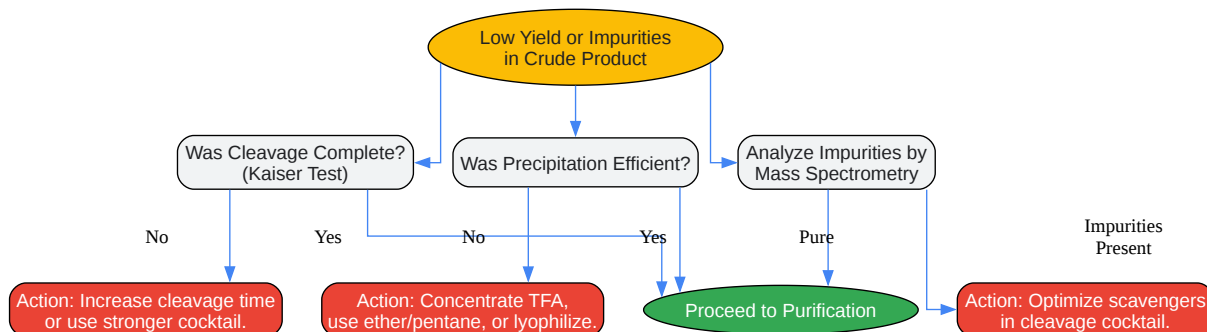 Low Yield or Impurities
in Crude Product
Was Cleavage Complete?
(Kaiser Test)
Was Precipitation Efficient?
Analyze Impurities by
Mass Spectrometry
No
Yes
No
Yes
Pure
Impurities
Present
Action: Increase cleavage time
or use stronger cocktail.
Action: Concentrate TFA,
use ether/pentane, or lyophilize.
Proceed to Purification
Action: Optimize scavengers
in cleavage cocktail.